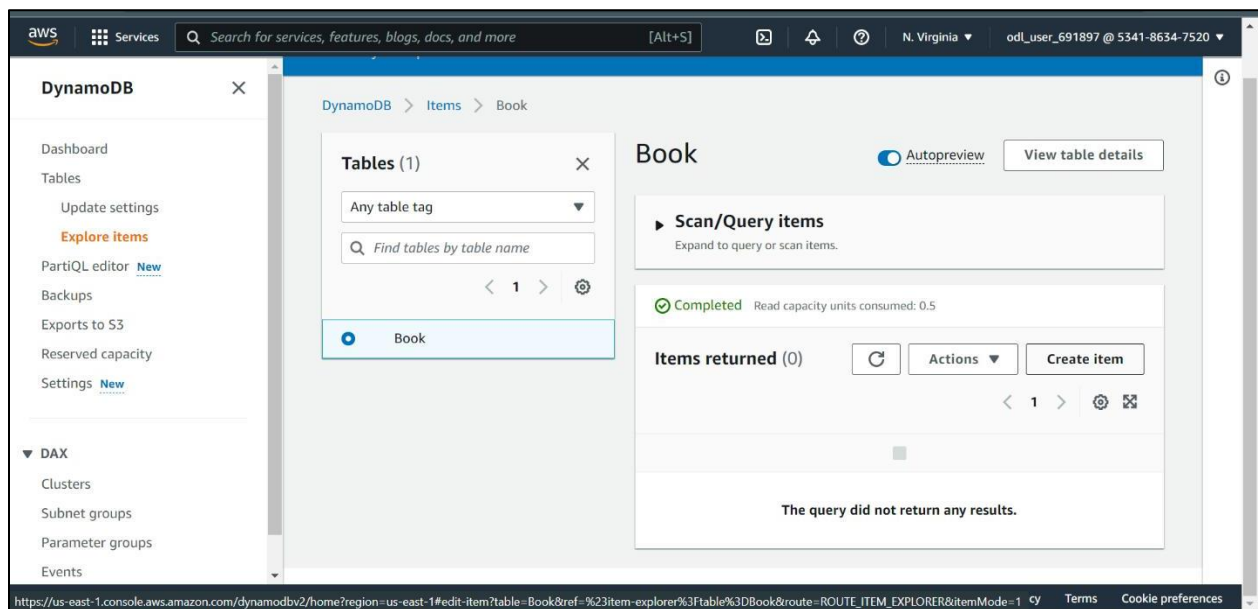 aws
Services
Search for services, features, blogs, docs, and more
[Alt+S]
N. Virginia
odl_user_691897 @ 5341-8634-7520
DynamoDB
Dashboard
Tables
Update settings
Explore items
PartiQL editor New
Backups
Exports to S3
Reserved capacity
Settings New
DAX
Clusters
Subnet groups
Parameter groups
Events
DynamoDB > Items > Book
Tables (1)
Any table tag
Find tables by table name
1
Book
Book
Autopreview
View table details
Scan/Query items
Expand to query or scan items.
Completed Read capacity units consumed: 0.5
Items returned (0)
Actions
Create item
1
The query did not return any results.
https://us-east-1.console.aws.amazon.com/dynamodbv2/home?region=us-east-1#edit-item?table=Book&ref=%23item-explorer%3Ftable%3DBook&route=ROUTE_ITEM_EXPLORER&itemMode=1 cy Terms Cookie preferences